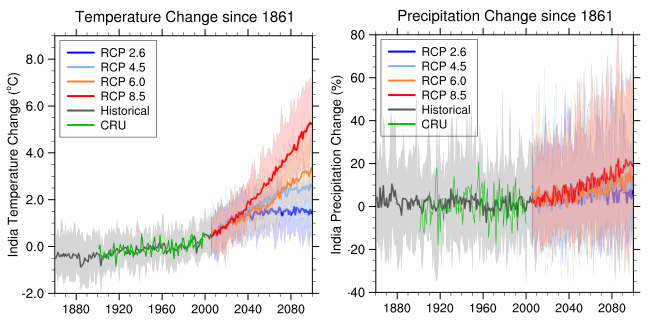 Temperature Change since 1861
India Temperature Change (°C)
8.0
6.0
4.0
2.0
0.0
-2.0
RCP 2.6
RCP 4.5
RCP 6.0
RCP 8.5
Historical
CRU
1880 1920 1960 2000 2040 2080
Precipitation Change since 1861
India Precipitation Change (%)
80
60
40
20
0
-20
-40
RCP 2.6
RCP 4.5
RCP 6.0
RCP 8.5
Historical
CRU
1880 1920 1960 2000 2040 2080